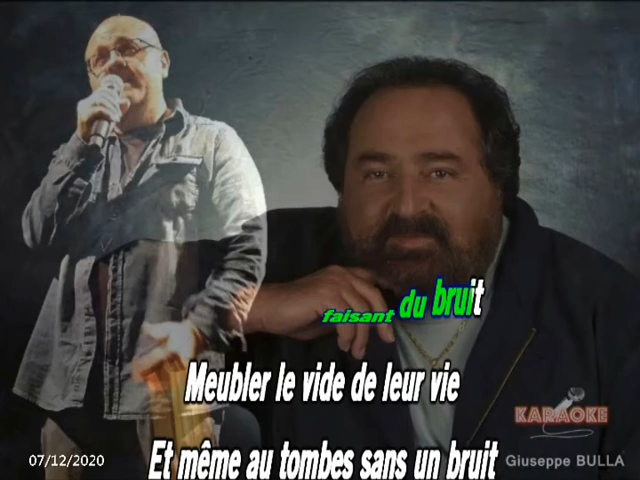 faisant du bruit
Meubler le vide de leur vie
KARAOKE
07/12/2020
Et même au tombes sans un bruit
Giuseppe BULLA